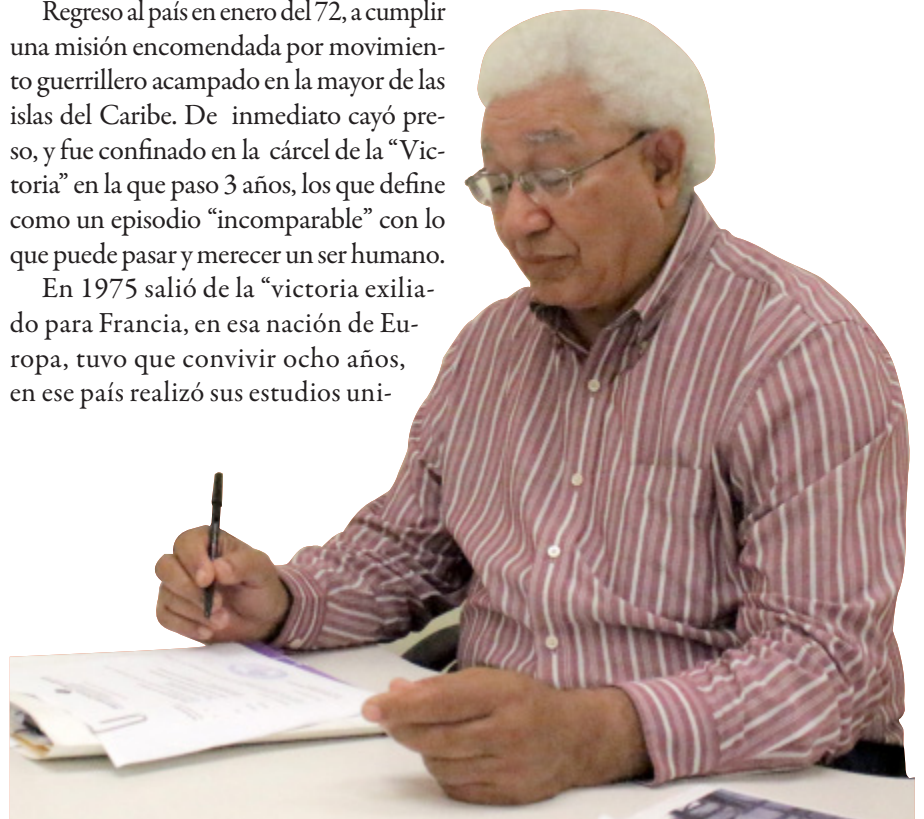 Regreso al país en enero del 72, a cumplir
una misión encomendada por movimien-
to guerrillero acampado en la mayor de las
islas del Caribe. De inmediato cayó pre-
so, y fue confinado en la cárcel de la “Vic-
toria” en la que paso 3 años, los que define
como un episodio “incomparable” con lo
que puede pasar y merecer un ser humano.
En 1975 salió de la “victoria exilia-
do para Francia, en esa nación de Eu-
ropa, tuvo que convivir ocho años,
en ese país realizó sus estudios uni-